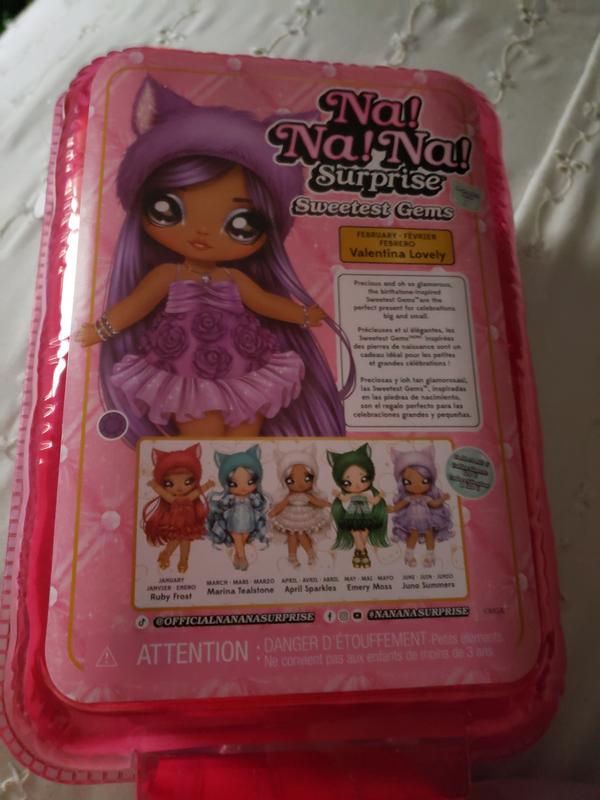 Na!
Na! Na!
Surprise
Sweetest Gems
FEBRUARY · FÉVRIER
FEBRERO
Valentina Lovely
Precious and oh so glamorous,
the birthstone-inspired
Sweetest Gems™ are the
perfect present for celebrations
big and small.
Précieuses et si élégantes, les
Sweetest Gems inspirées
des pierres de naissance sont un
cadeau idéal pour les petites
et grandes célébrations !
Preciosas y ¡oh tan glamorosas!,
las Sweetest Gems™, inspiradas
en las piedras de nacimiento,
son el regalo perfecto para las
celebraciones grandes y pequeñas.
JANUARY
JANVIER · ENERO
Ruby Frost
MARCH · MARS · MARZO
Marina Tealstone
APRIL · AVRIL · ABRIL
April Sparkles
MAY · MAI · MAYO
Emery Moss
JUNE · JUIN · JUNIO
Juno Summers
@OFFICIALNANANASURPRISE
#NANANASURPRISE
©MGA
ATTENTION : DANGER D'ÉTOUFFEMENT - Petits éléments.
Ne convient pas aux enfants de moins de 3 ans.